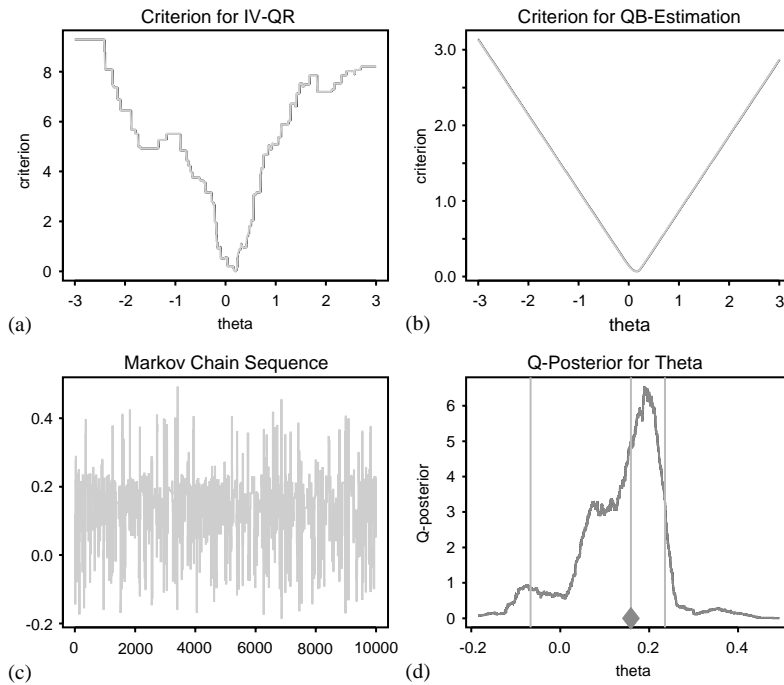 Criterion for IV-QR
criterion
8
6
4
2
0
-3 -2 -1 0 1 2 3
theta
(a)
Criterion for QB-Estimation
criterion
3.0
2.0
1.0
0.0
-3 -2 -1 0 1 2 3
theta
(b)
Markov Chain Sequence
0.4
0.2
0.0
-0.2
0 2000 4000 6000 8000 10000
(c)
Q-Posterior for Theta
Q-posterior
6
5
4
3
2
1
0
-0.2 0.0 0.2 0.4
theta
(d)